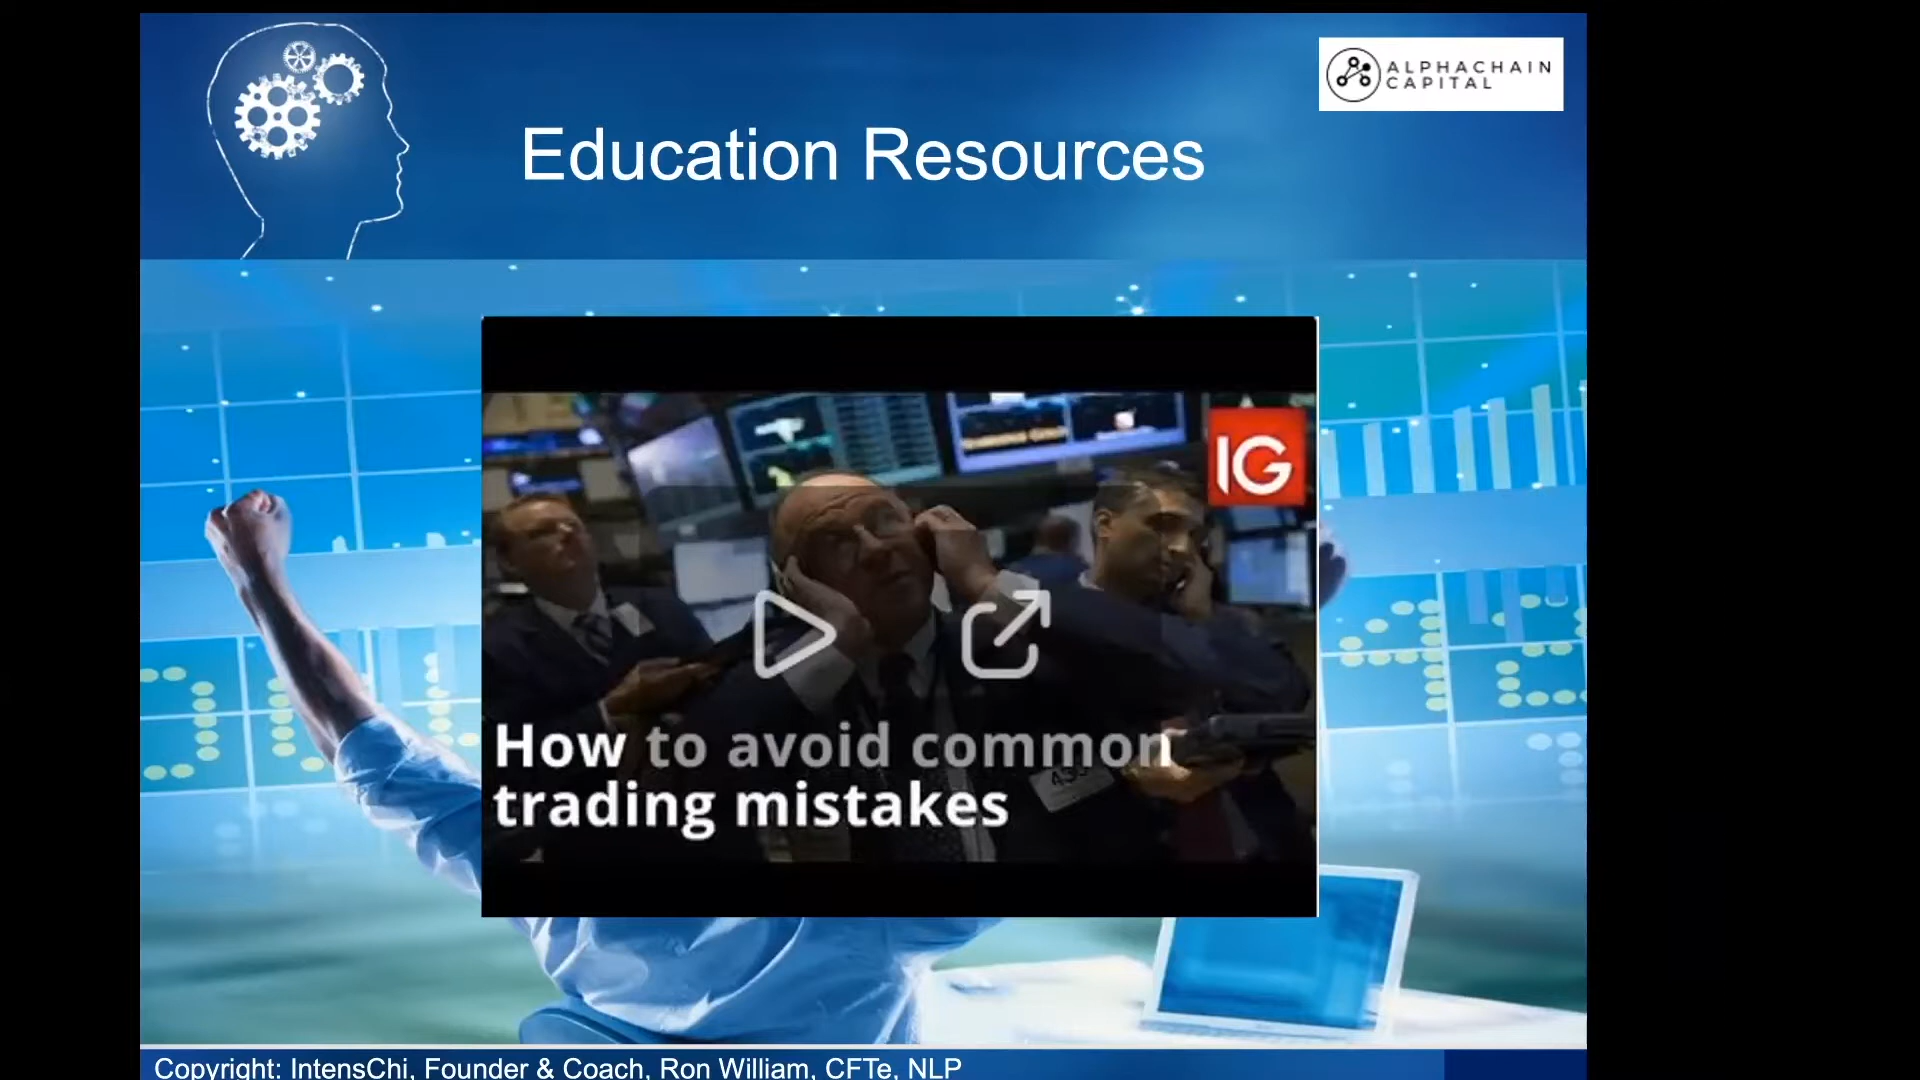 ALPHACHAIN
CAPITAL
Education Resources
IG
How to avoid common
trading mistakes
Copyright: IntensChi, Founder & Coach, Ron William, CFTe, NLP